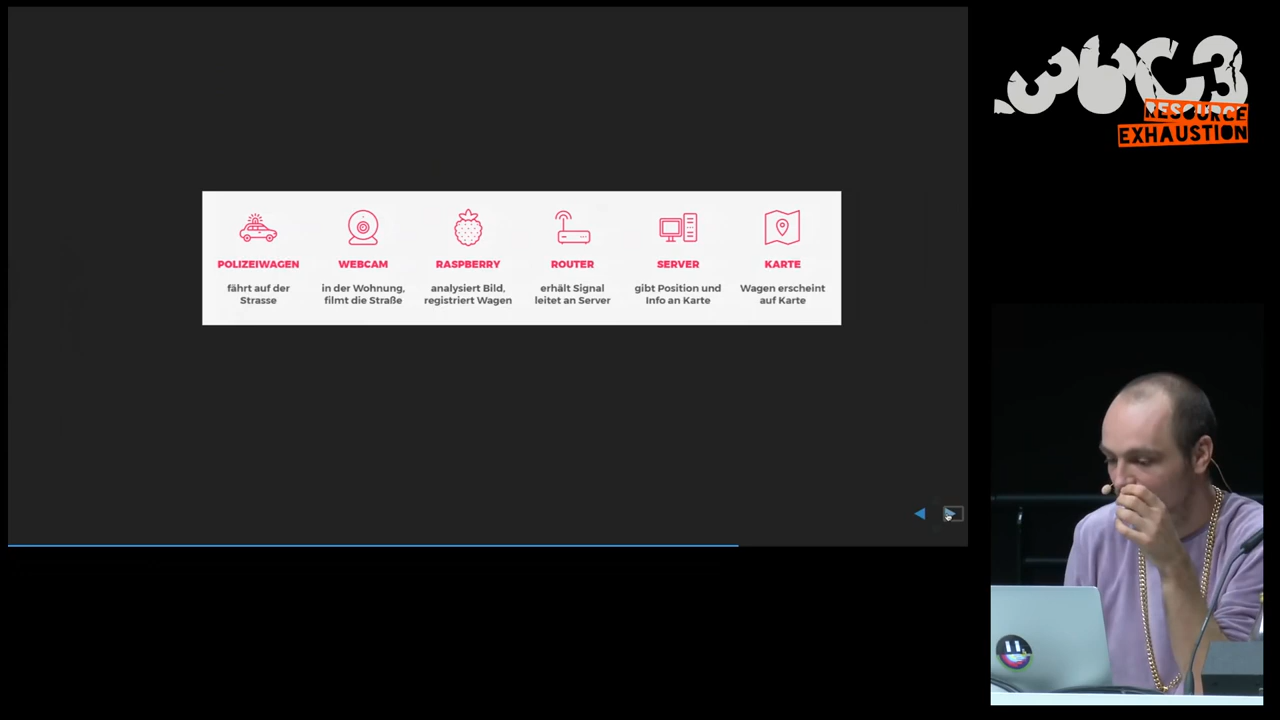 36C3
RESOURCE
EXHAUSTION
POLIZEIWAGEN
fährt auf der
Strasse
WEBCAM
in der Wohnung,
filmt die Straße
RASPBERRY
analysiert Bild,
registriert Wagen
ROUTER
erhält Signal
leitet an Server
SERVER
gibt Position und
Info an Karte
KARTE
Wagen erscheint
auf Karte